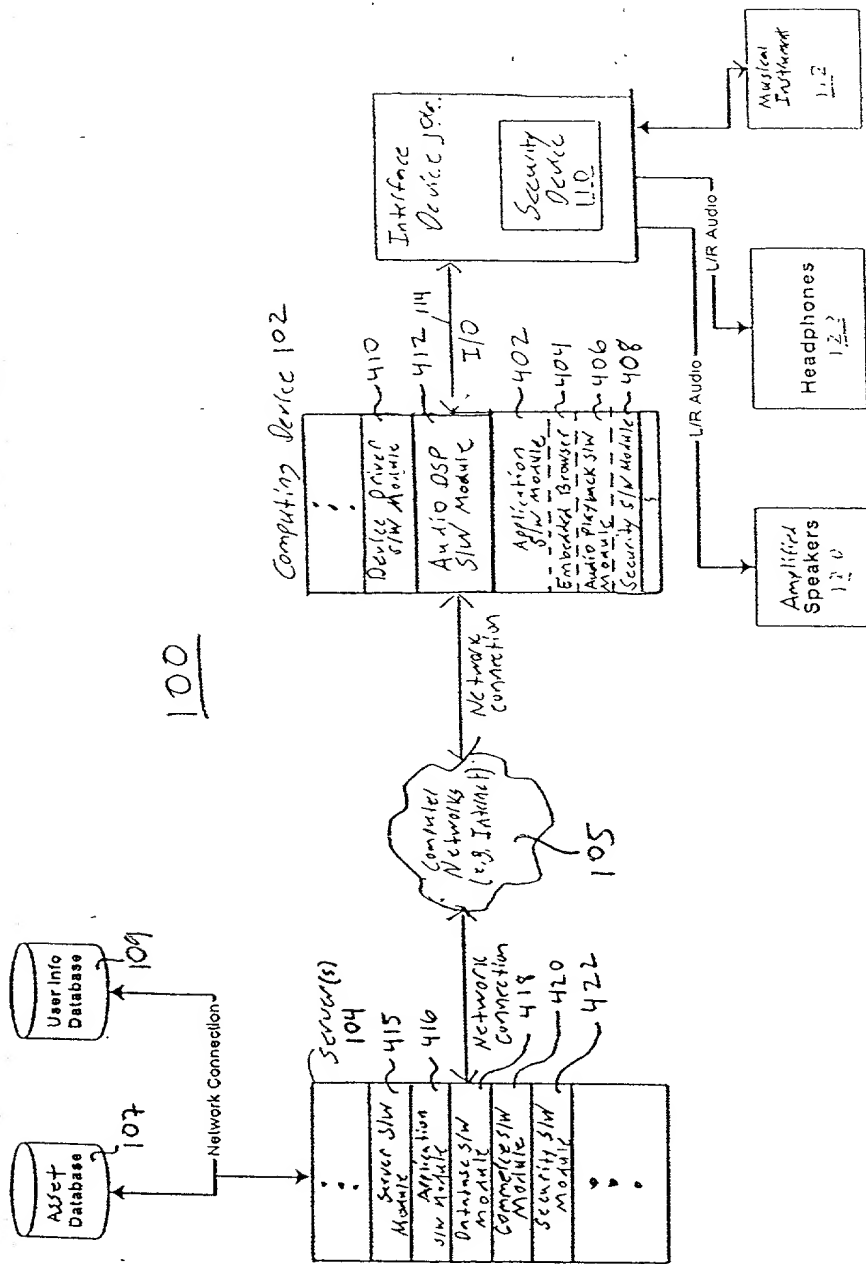 100
Asset
Database
107
User Info
Database
109
Network Connection
Server(s)
104
Server S/W
Module
415
Application
S/W Module
416
Database S/W
Module
418
Commerce S/W
Module
420
Security S/W
Module
422
Network
Connection
Computer
Networks
(e.g. Internet)
105
Network
Connection
Computing Device 102
Device Driver
S/W Module
410
Audio DSP
S/W Module
412
Application
S/W Module
402
Embedded Browser
404
Audio Playback S/W
Module
406
Security S/W Module
408
114
I/O
Interface
Device
Security
Device
110
L/R Audio
L/R Audio
Amplified
Speakers
120
Headphones
Musical
Instrument
112